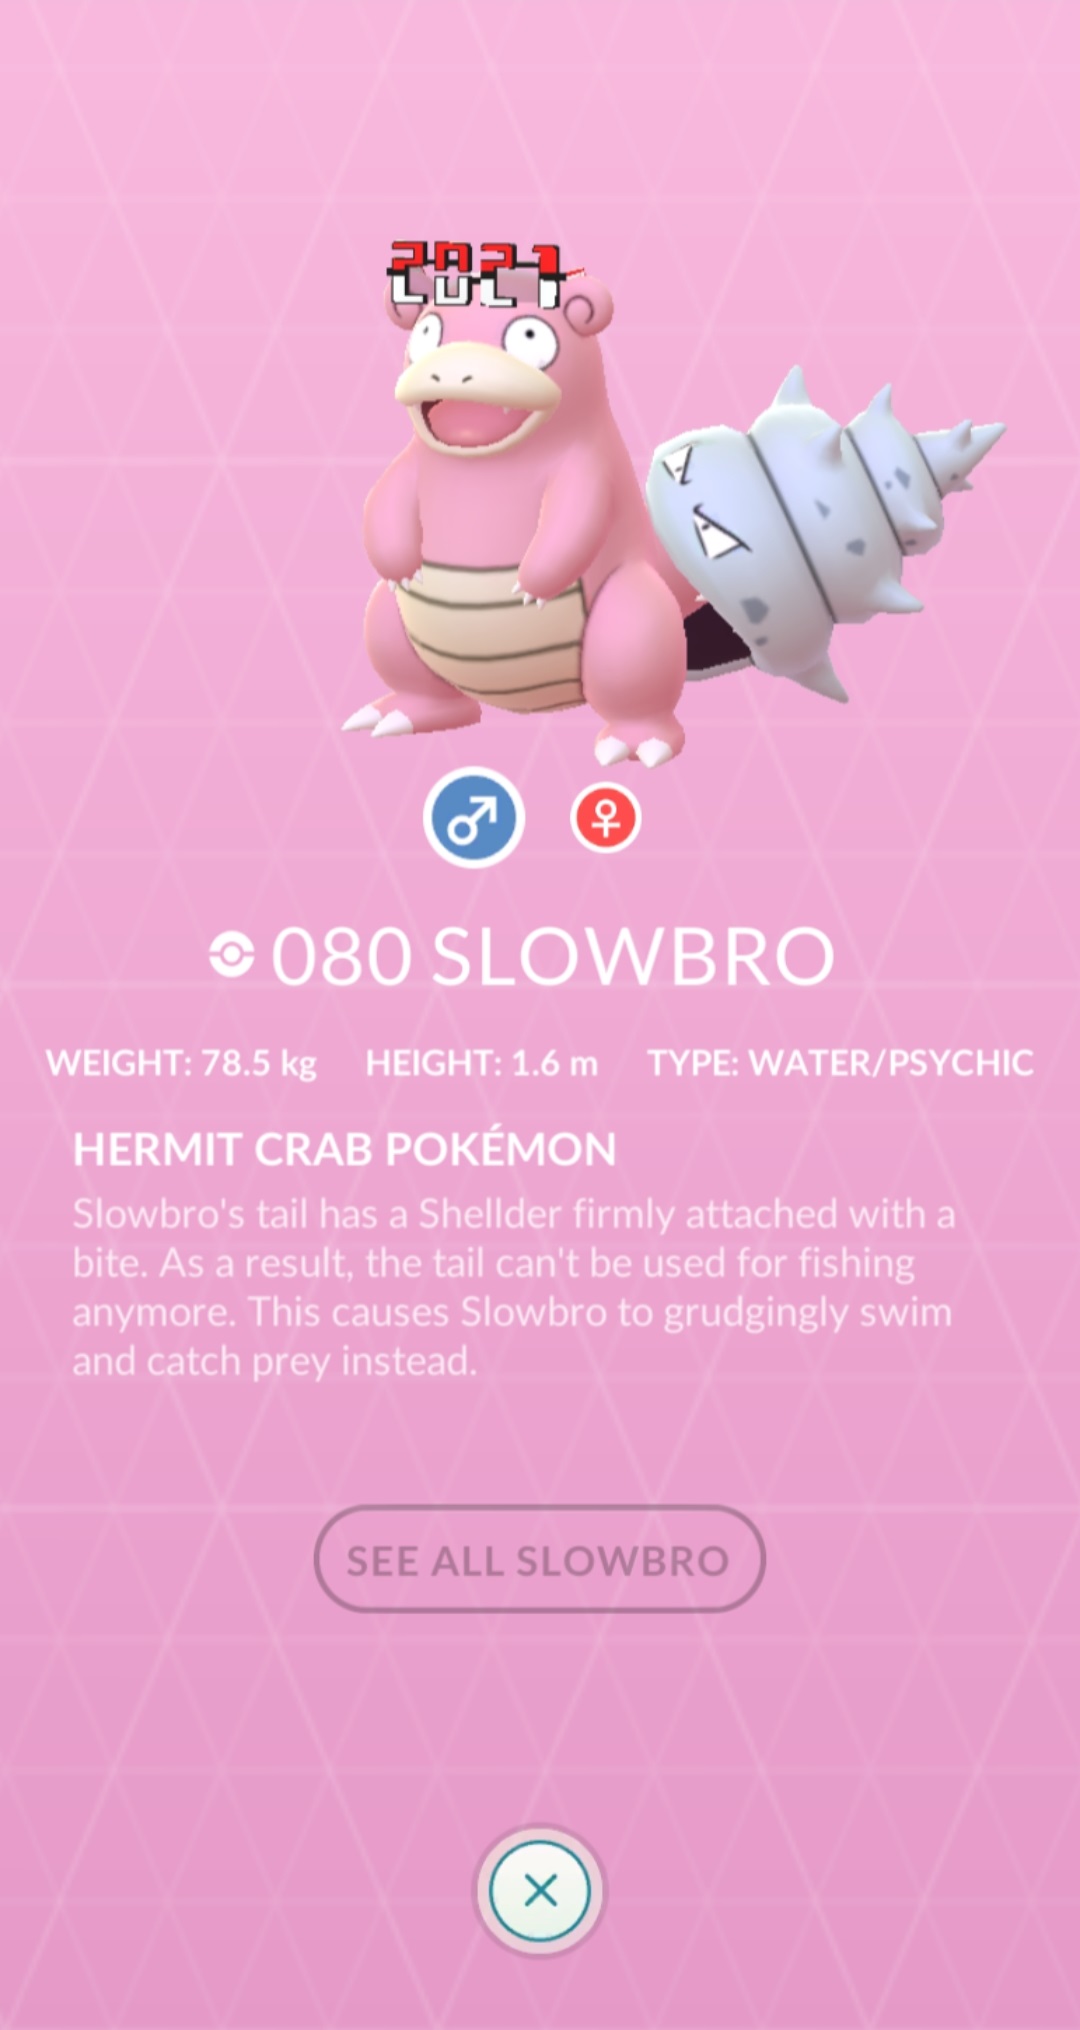 2021
080 SLOWBRO
WEIGHT: 78.5 kg HEIGHT: 1.6 m TYPE: WATER/PSYCHIC
HERMIT CRAB POKÉMON
Slowbro's tail has a Shellder firmly attached with a
bite. As a result, the tail can't be used for fishing
anymore. This causes Slowbro to grudgingly swim
and catch prey instead.
SEE ALL SLOWBRO